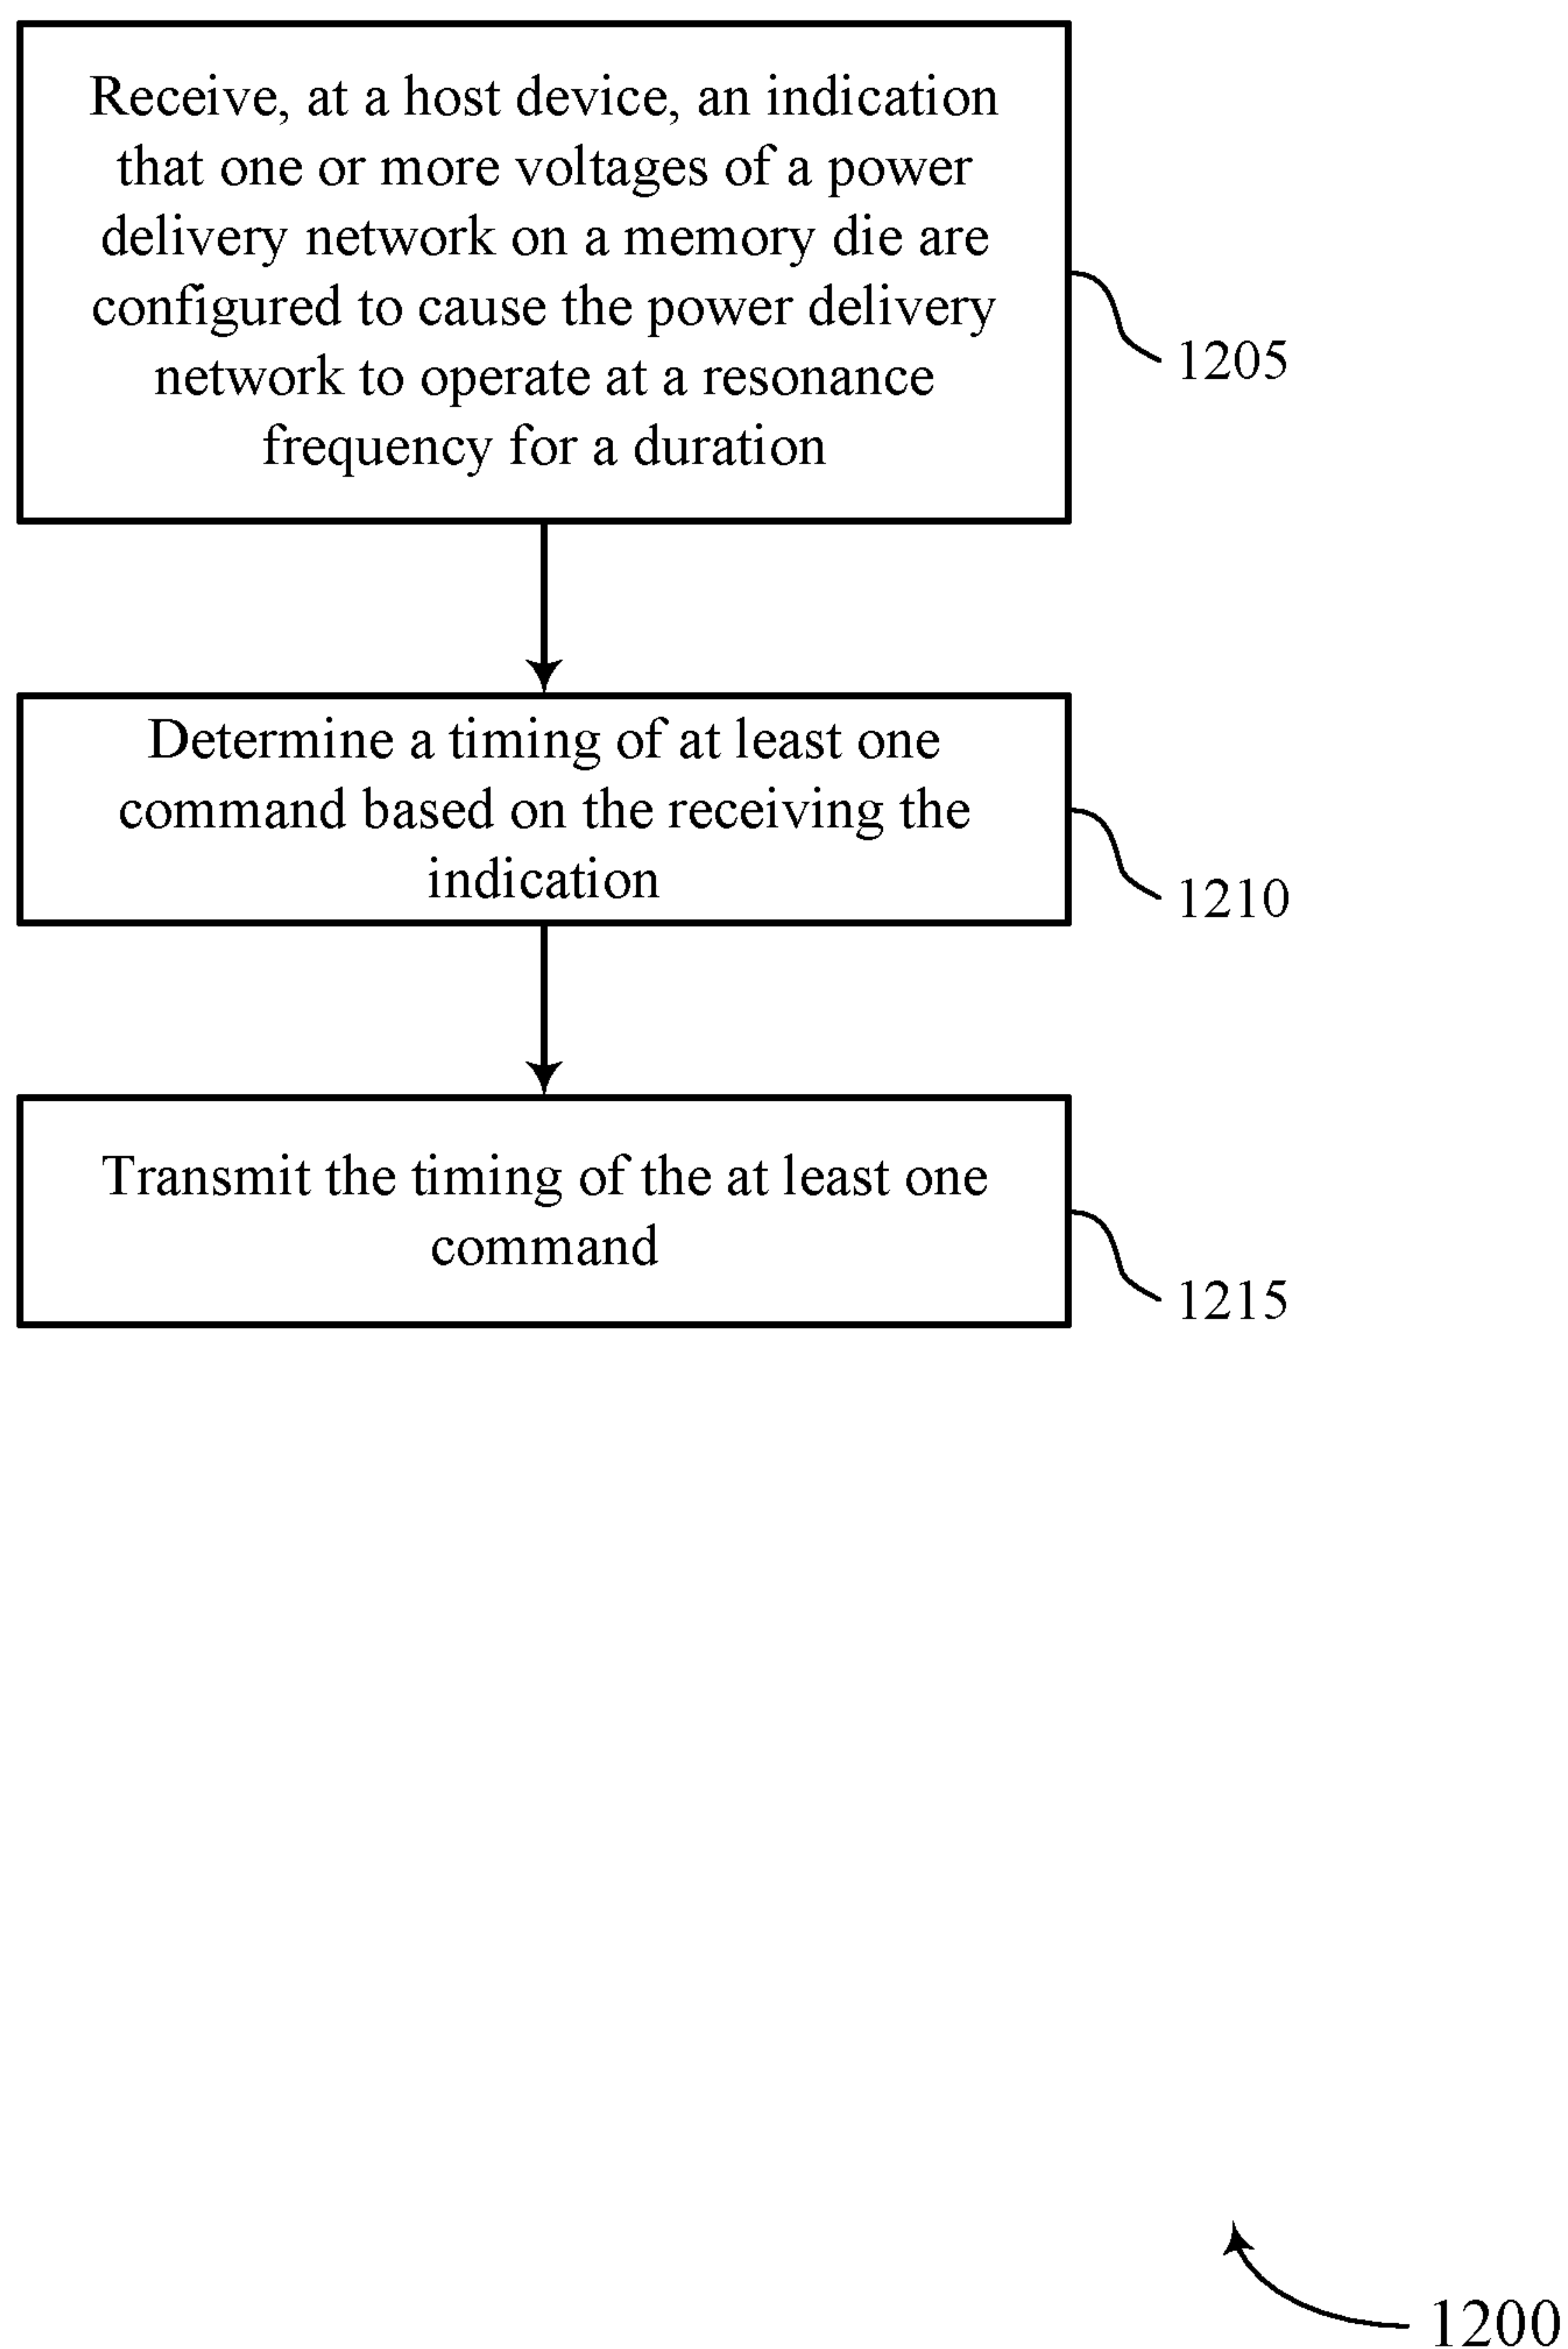 Receive, at a host device, an indication
that one or more voltages of a power
delivery network on a memory die are
configured to cause the power delivery
network to operate at a resonance
frequency for a duration
1205
Determine a timing of at least one
command based on the receiving the
indication
1210
Transmit the timing of the at least one
command
1215
1200